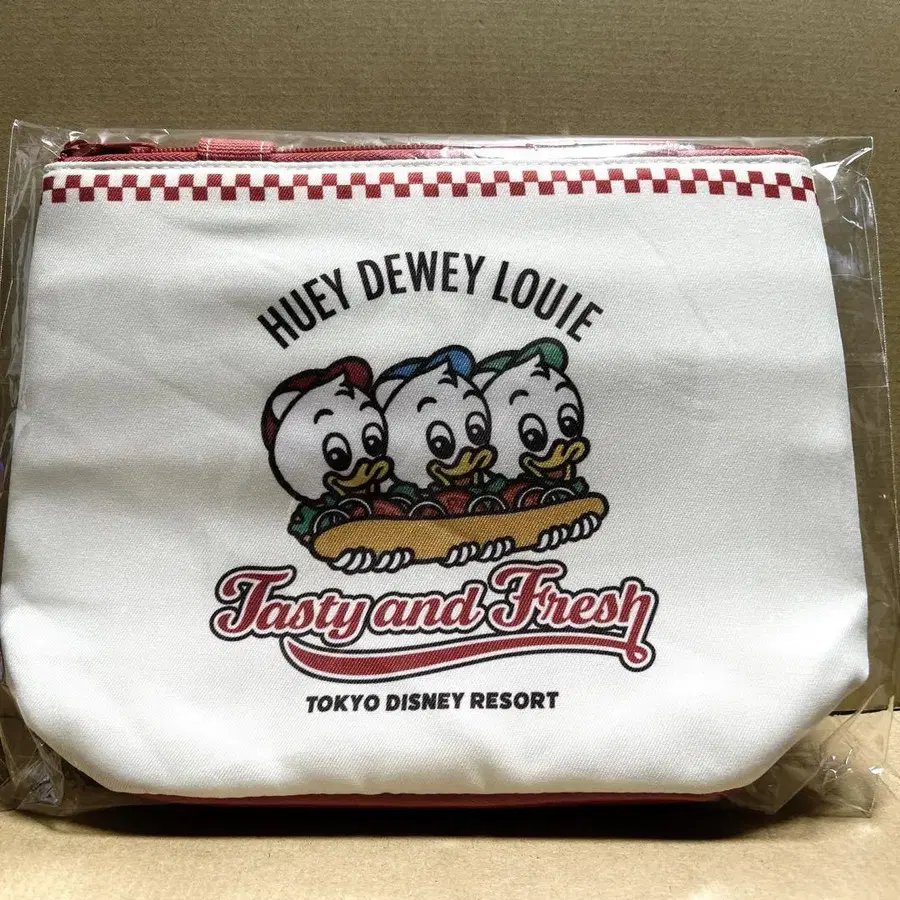 HUEY DEWEY LOUIE
Tasty and Fresh
TOKYO DISNEY RESORT